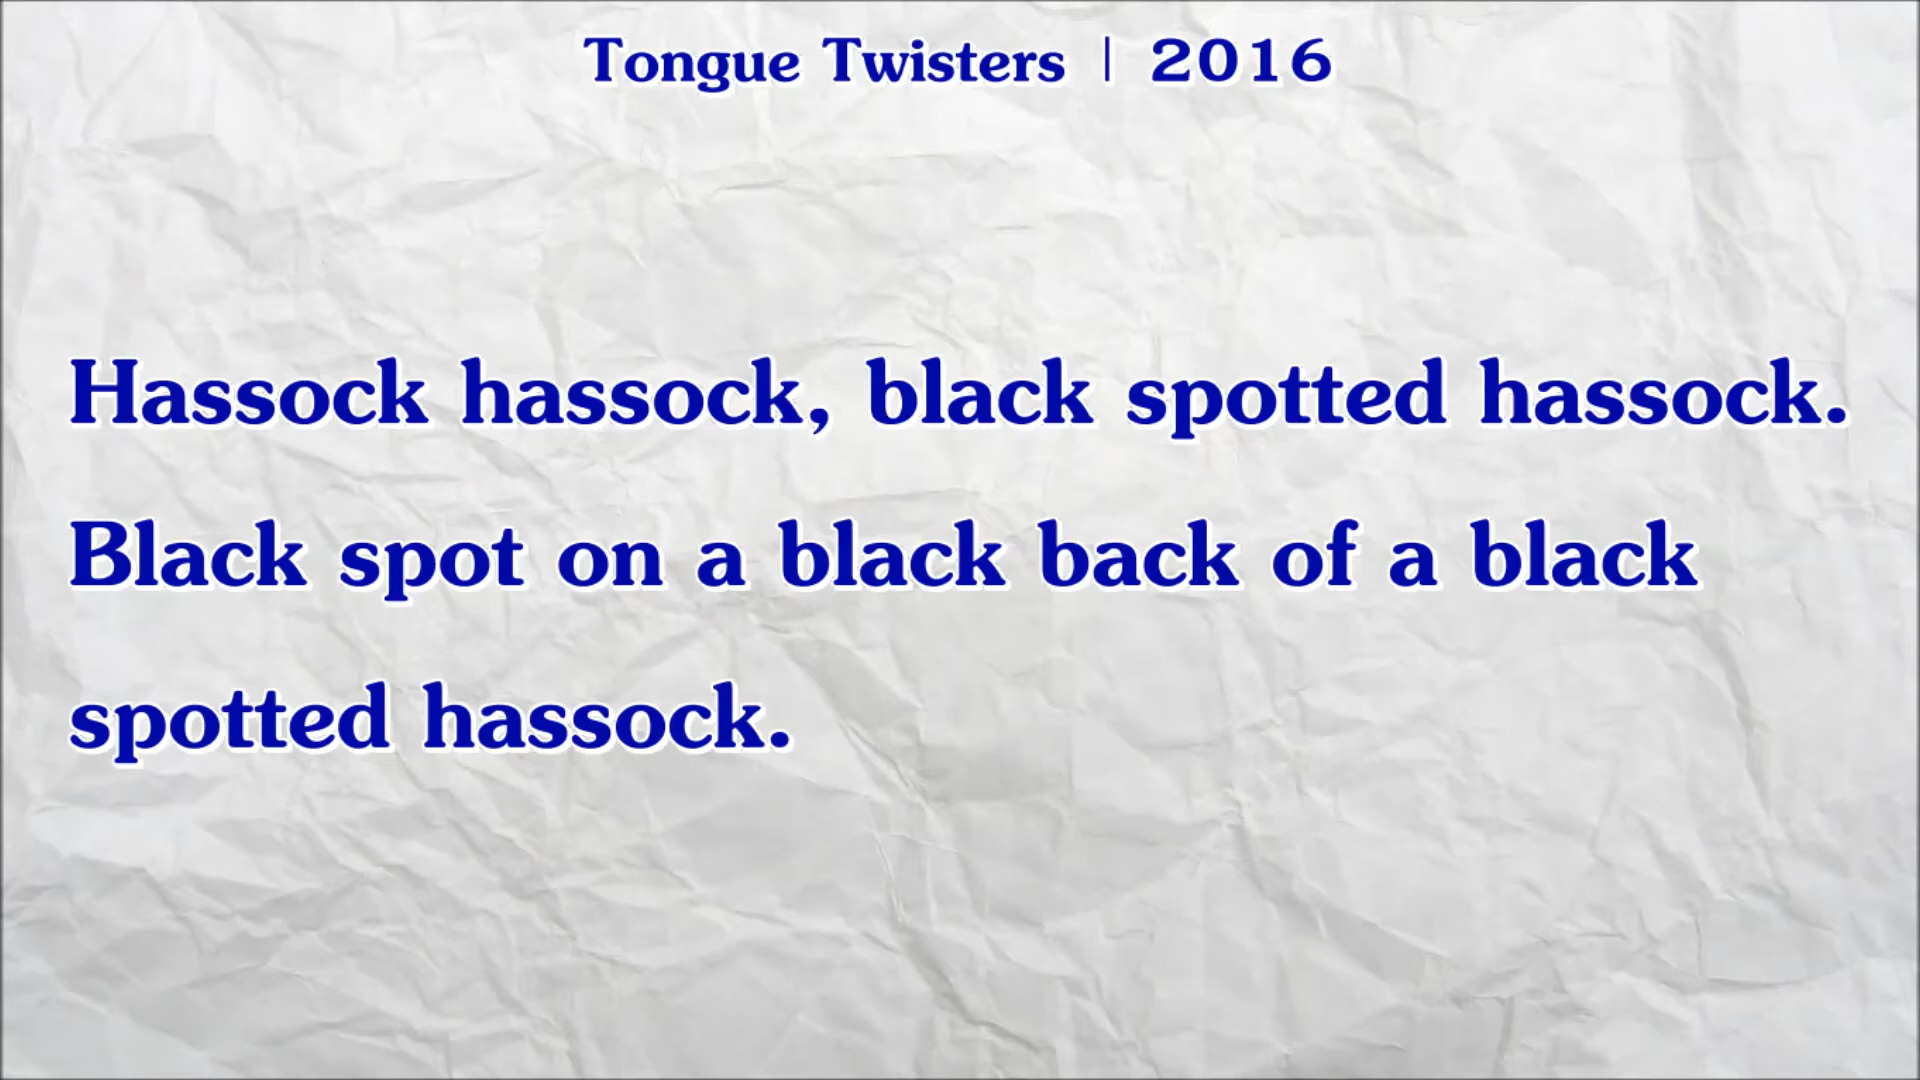 Tongue Twisters | 2016
Hassock hassock, black spotted hassock.
Black spot on a black back of a black
spotted hassock.